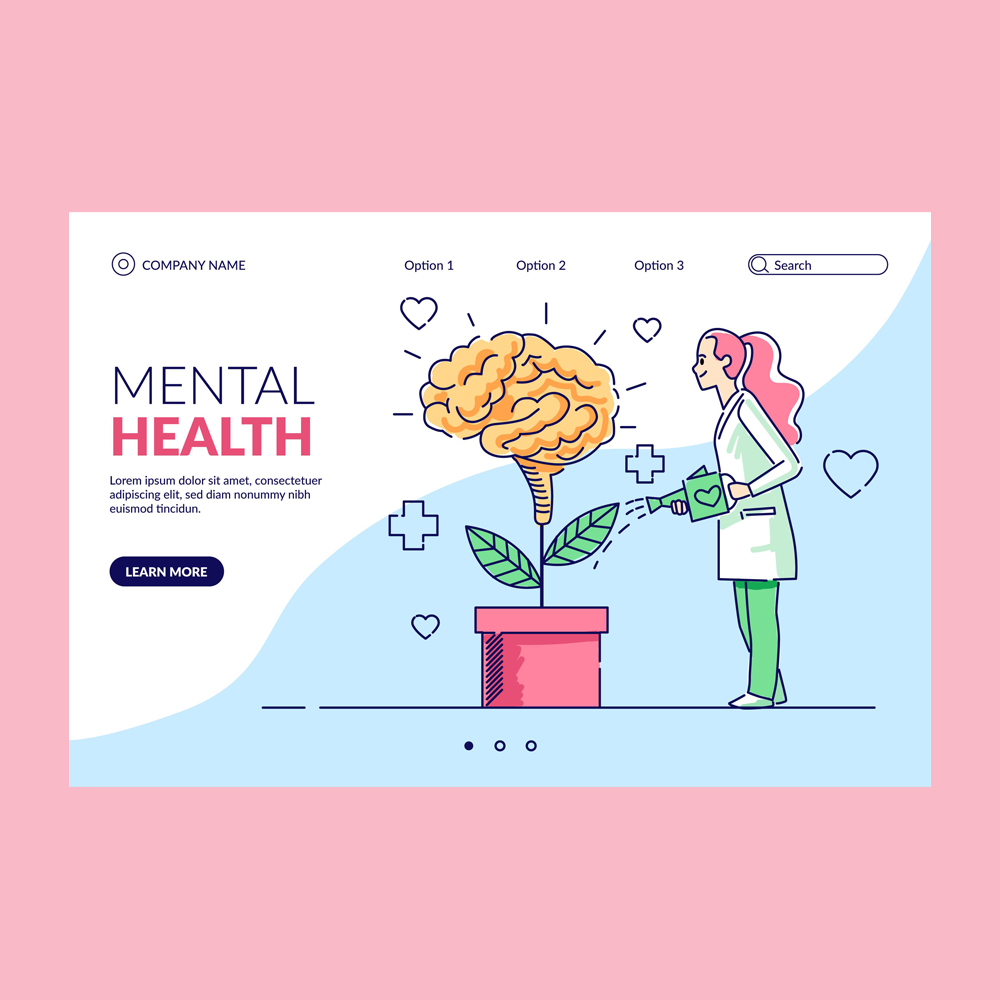 COMPANY NAME
Option 1
Option 2
Option 3
Search
MENTAL
HEALTH
Lorem ipsum dolor sit amet, consectetuer
adipiscing elit, sed diam nonummy nibh
euismod tincidun.
LEARN MORE